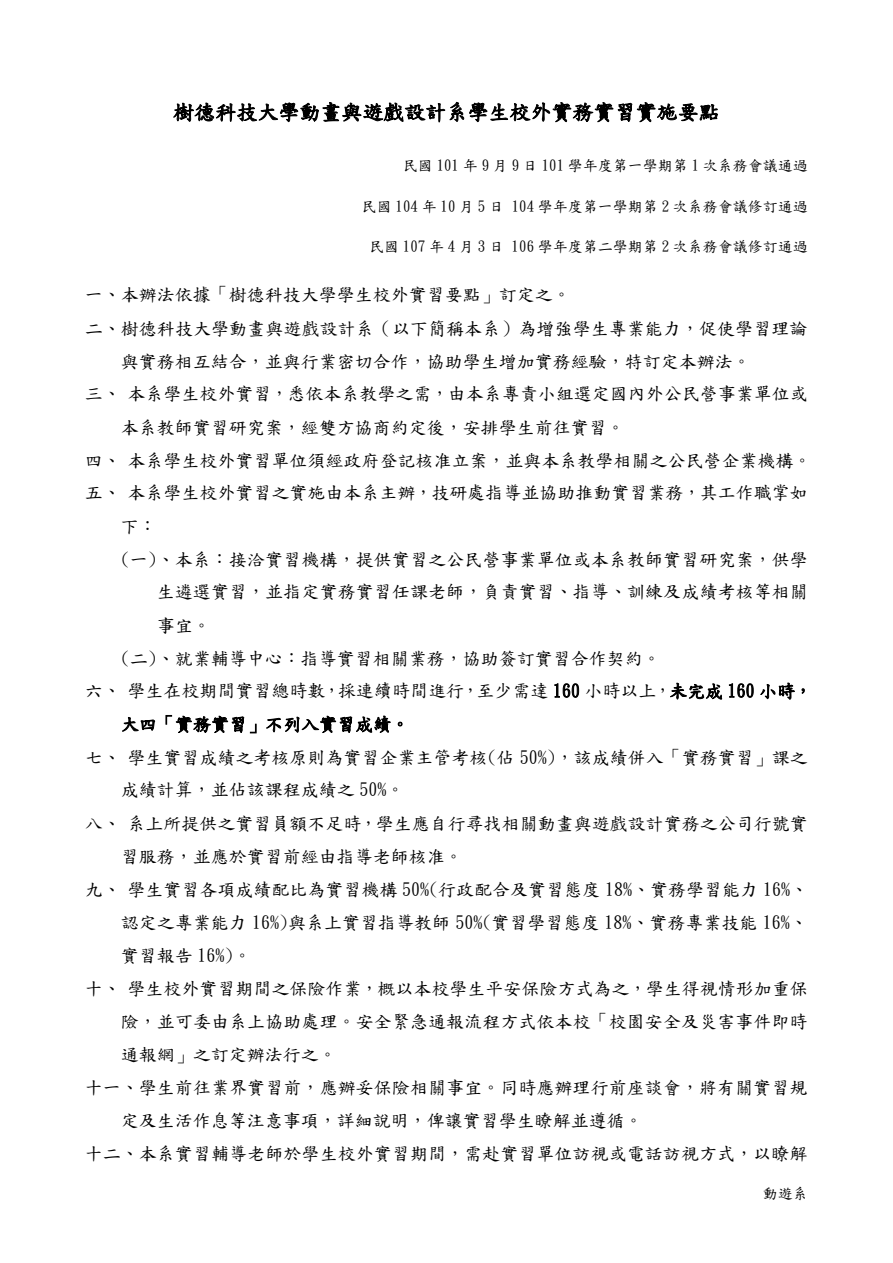 樹德科技大學動畫與遊戲設計系學生校外實務實習實施要點
民國 101 年 9 月 9 日 101 學年度第一學期第 1 次系務會議通過
民國 104 年 10 月 5 日 104 學年度第一學期第 2 次系務會議修訂通過
民國 107 年 4 月 3 日 106 學年度第二學期第 2 次系務會議修訂通過
一、本辦法依據「樹德科技大學學生校外實習要點」訂定之。
二、樹德科技大學動畫與遊戲設計系（以下簡稱本系）為增強學生專業能力，促使學習理論
與實務相互結合，並與行業密切合作，協助學生增加實務經驗，特訂定本辦法。
三、 本系學生校外實習，悉依本系教學之需，由本系專責小組選定國內外公民營事業單位或
本系教師實習研究案，經雙方協商約定後，安排學生前往實習。
四、 本系學生校外實習單位須經政府登記核准立案，並與本系教學相關之公民營企業機構。
五、 本系學生校外實習之實施由本系主辦，技研處指導並協助推動實習業務，其工作職掌如
下：
(一)、本系：接洽實習機構，提供實習之公民營事業單位或本系教師實習研究案，供學
生遴選實習，並指定實務實習任課老師，負責實習、指導、訓練及成績考核等相關
事宜。
(二)、就業輔導中心：指導實習相關業務，協助簽訂實習合作契約。
六、 學生在校期間實習總時數，採連續時間進行，至少需達 160 小時以上，未完成 160 小時，
大四「實務實習」不列入實習成績。
七、 學生實習成績之考核原則為實習企業主管考核(佔 50%)，該成績併入「實務實習」課之
成績計算，並佔該課程成績之 50%。
八、 系上所提供之實習員額不足時，學生應自行尋找相關動畫與遊戲設計實務之公司行號實
習服務，並應於實習前經由指導老師核准。
九、 學生實習各項成績配比為實習機構 50%(行政配合及實習態度 18%、實務學習能力 16%、
認定之專業能力 16%)與系上實習指導教師 50%(實習學習態度 18%、實務專業技能 16%、
實習報告 16%)。
十、 學生校外實習期間之保險作業，概以本校學生平安保險方式為之，學生得視情形加重保
險，並可委由系上協助處理。安全緊急通報流程方式依本校「校園安全及災害事件即時
通報網」之訂定辦法行之。
十一、學生前往業界實習前，應辦妥保險相關事宜。同時應辦理行前座談會，將有關實習規
定及生活作息等注意事項，詳細說明，俾讓實習學生瞭解並遵循。
十二、本系實習輔導老師於學生校外實習期間，需赴實習單位訪視或電話訪視方式，以瞭解
動遊系